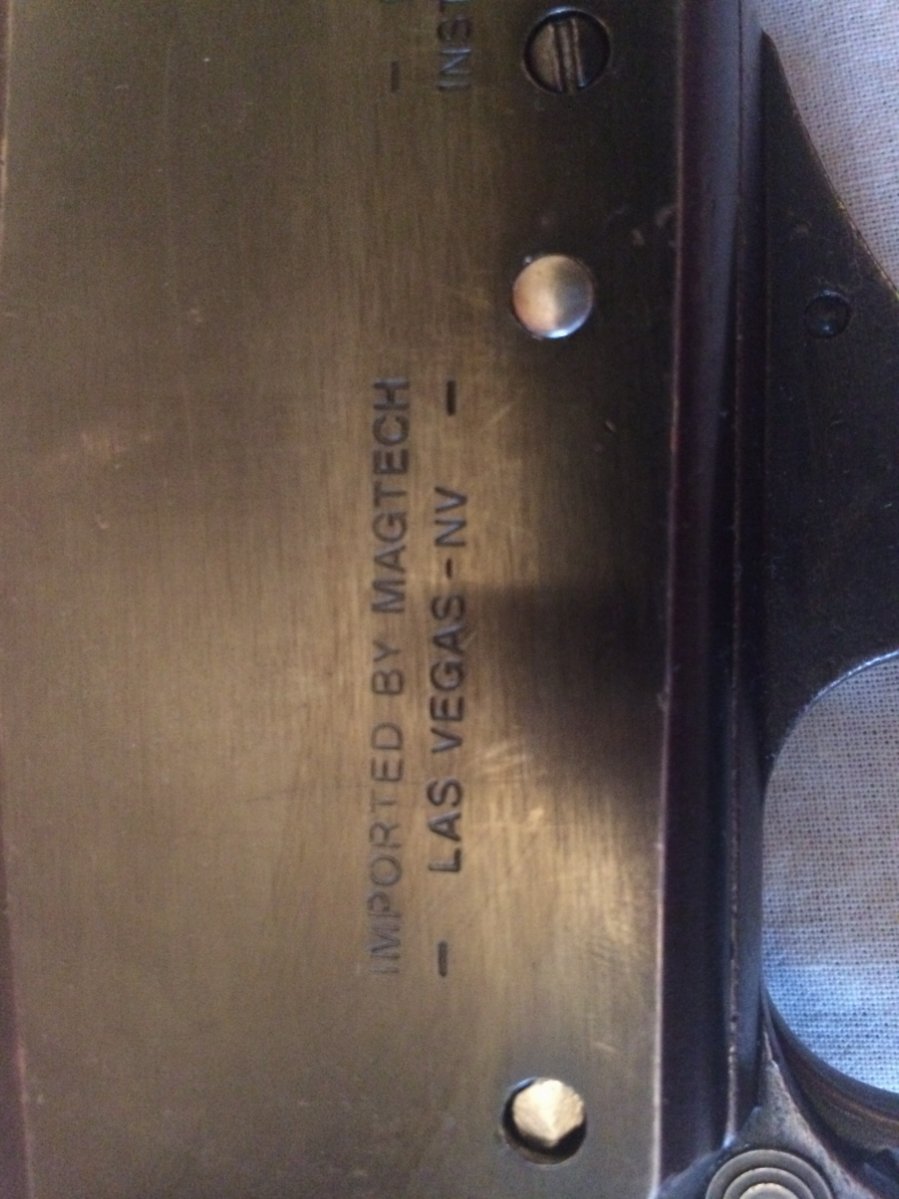 IMPORTED BY MAGTECH
- LAS VEGAS-NV -